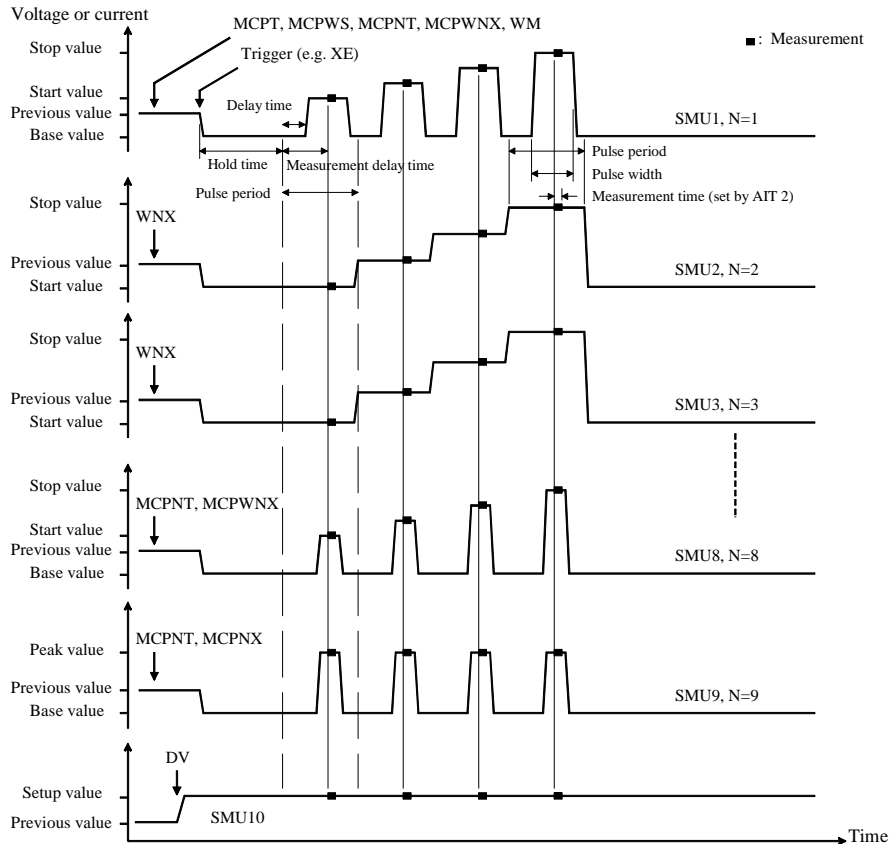 Voltage or current
MCPT, MCPWS, MCPNT, MCPWNX, WM
Stop value
Trigger (e.g. XE)
■: Measurement
Start value
Delay time
Previous value
Base value
SMU1, N=1
Hold time
Measurement delay time
Pulse period
Pulse period
Pulse width
Measurement time (set by AIT 2)
Stop value
WNX
Previous value
Start value
SMU2, N=2
Stop value
WNX
Previous value
Start value
SMU3, N=3
Stop value
MCPNT, MCPWNX
Start value
Previous value
Base value
SMU8, N=8
MCPNT, MCPNX
Peak value
Previous value
Base value
SMU9, N=9
DV
Setup value
Previous value
SMU10
Time